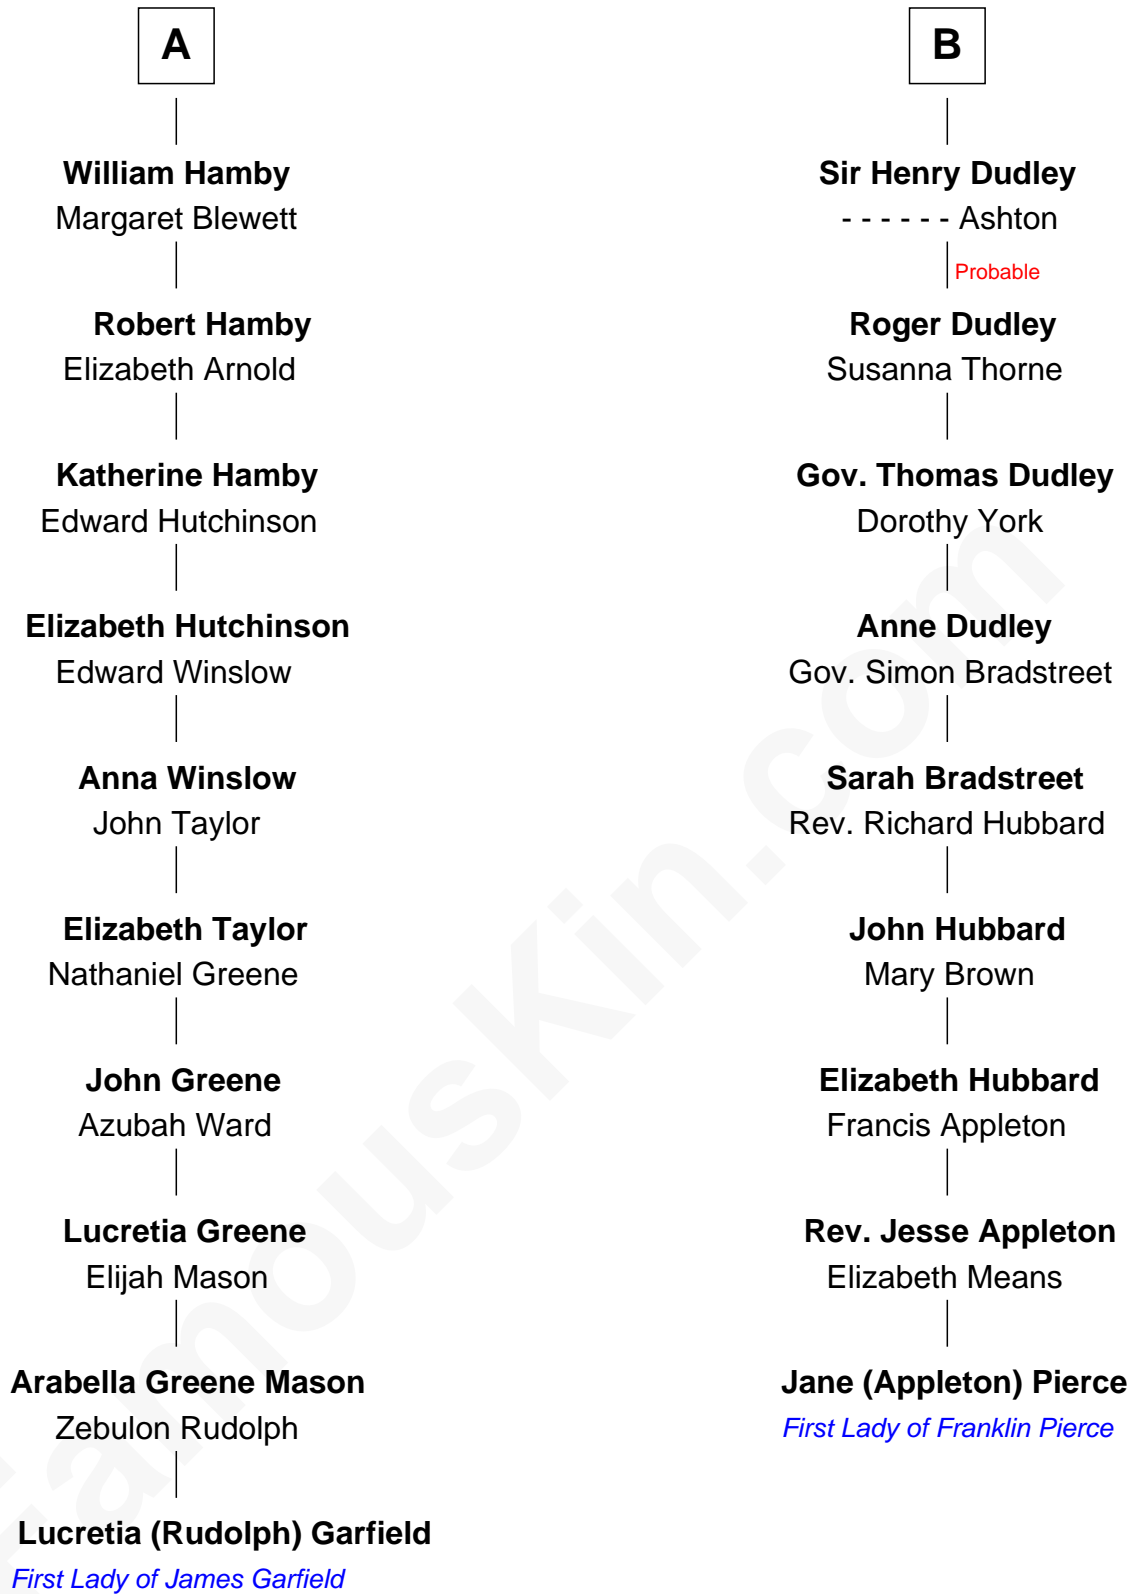 A
William Hamby
Margaret Blewett
Robert Hamby
Elizabeth Arnold
Katherine Hamby
Edward Hutchinson
Elizabeth Hutchinson
Edward Winslow
Anna Winslow
John Taylor
Elizabeth Taylor
Nathaniel Greene
John Greene
Azubah Ward
Lucretia Greene
Elijah Mason
Arabella Greene Mason
Zebulon Rudolph
Lucretia (Rudolph) Garfield
First Lady of James Garfield
B
Sir Henry Dudley
- - - - - - Ashton
Probable
Roger Dudley
Susanna Thorne
Gov. Thomas Dudley
Dorothy York
Anne Dudley
Gov. Simon Bradstreet
Sarah Bradstreet
Rev. Richard Hubbard
John Hubbard
Mary Brown
Elizabeth Hubbard
Francis Appleton
Rev. Jesse Appleton
Elizabeth Means
Jane (Appleton) Pierce
First Lady of Franklin Pierce
FamousKin.com